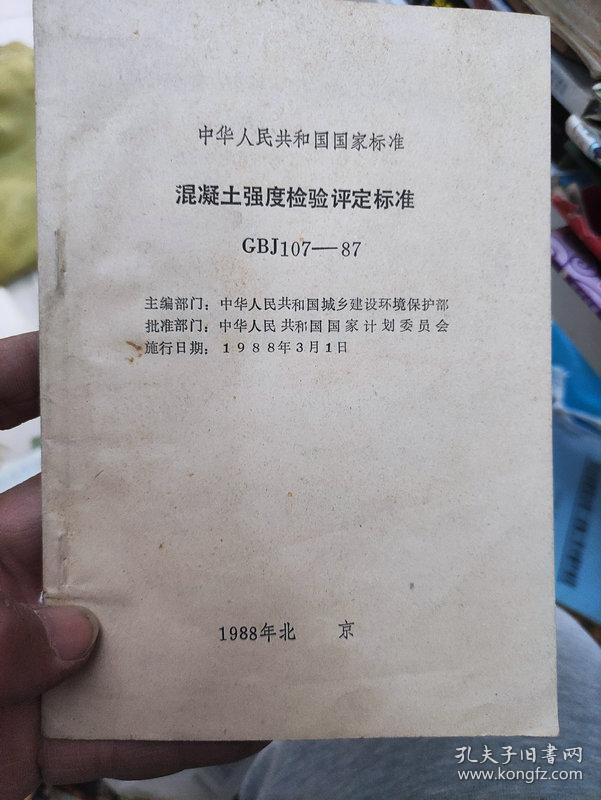 中华人民共和国国家标准
混凝土强度检验评定标准
GBJ107—87
主编部门：中华人民共和国城乡建设环境保护部
批准部门：中华人民共和国国家计划委员会
施行日期：1988年3月1日
1988年北 京
孔夫子旧书网
www.kongfz.com